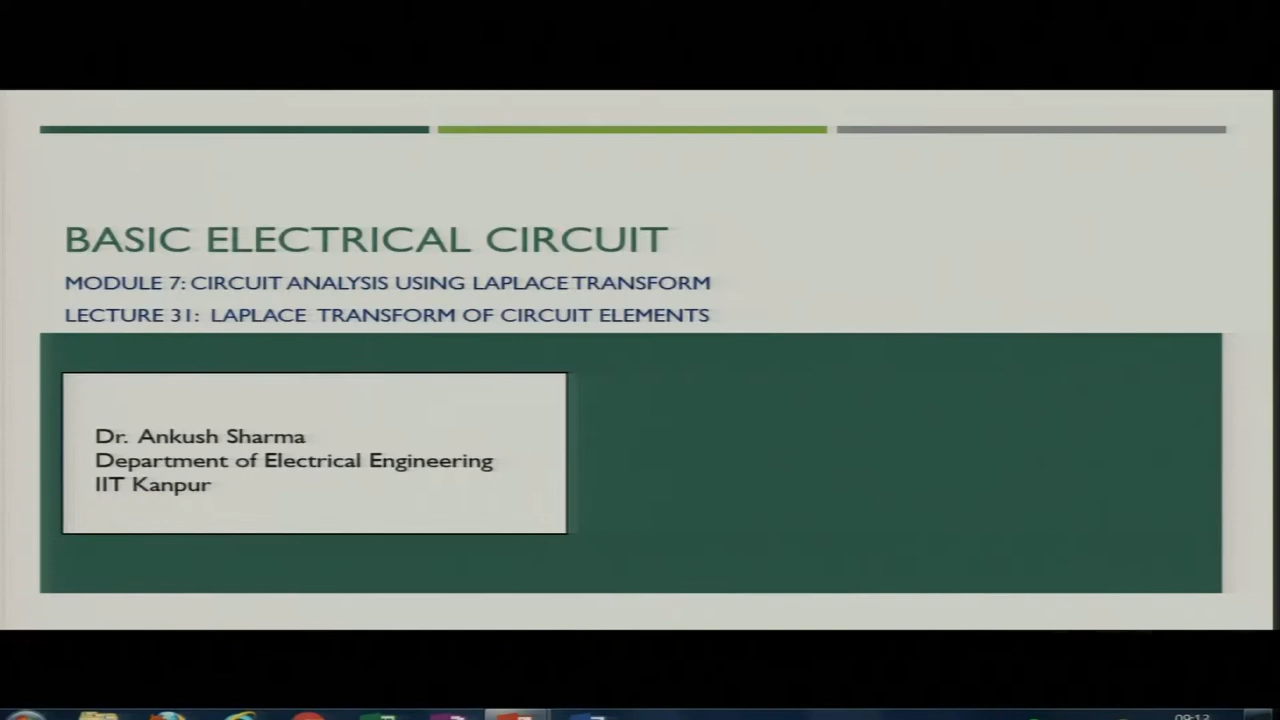 BASIC ELECTRICAL CIRCUIT
MODULE 7: CIRCUIT ANALYSIS USING LAPLACE TRANSFORM
LECTURE 31: LAPLACE TRANSFORM OF CIRCUIT ELEMENTS
Dr. Ankush Sharma
Department of Electrical Engineering
IIT Kanpur